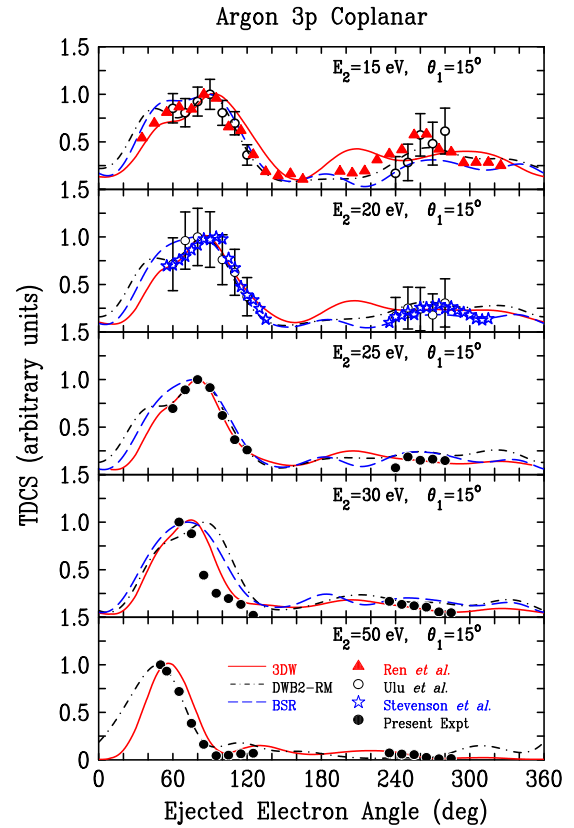 Argon 3p Coplanar
1.5
E2=15 eV, θ1=15°
1.0
0.5
1.5
E2=20 eV, θ1=15°
1.0
0.5
1.5
E2=25 eV, θ1=15°
1.0
0.5
1.5
E2=30 eV, θ1=15°
1.0
0.5
1.5
E2=50 eV, θ1=15°
1.0
0.5
0
TDCS (arbitrary units)
3DW
DWB2-RM
BSR
Ren et al.
Ulu et al.
Stevenson et al.
Present Expt
0 60 120 180 240 300 360
Ejected Electron Angle (deg)